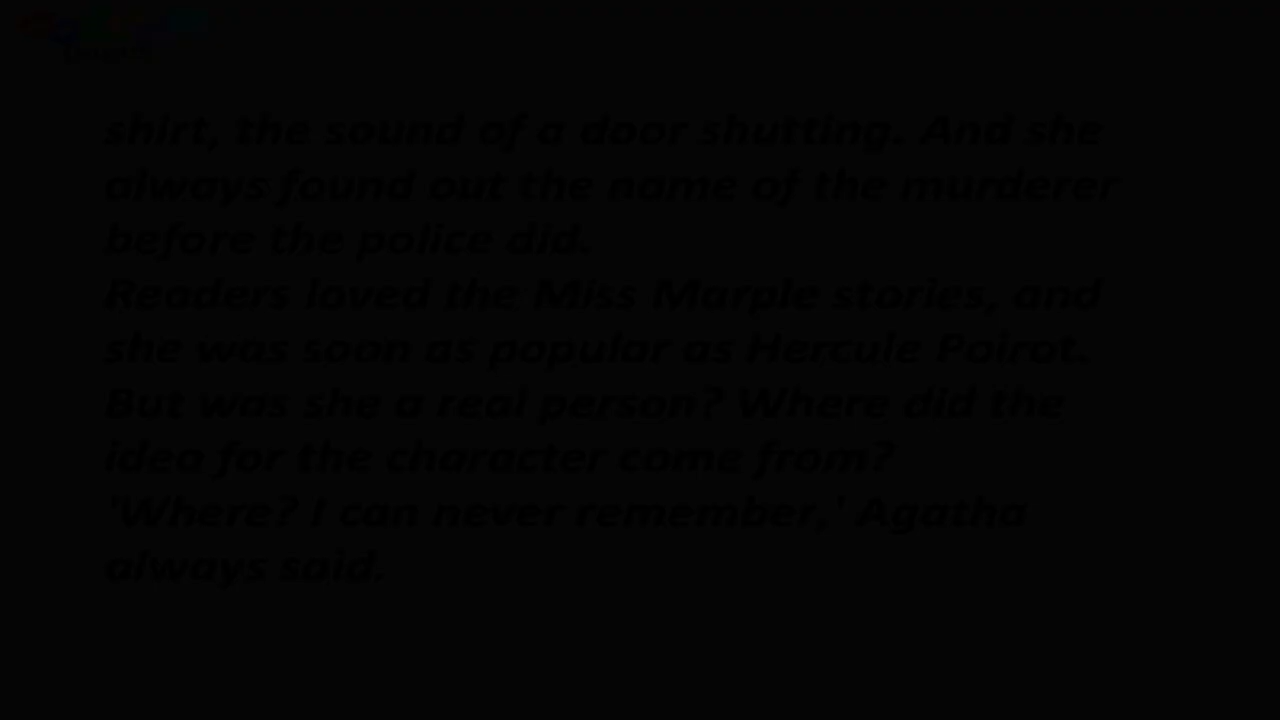 shirt, the sound of a door shutting. And she
always found out the name of the murderer
before the police did.
Readers loved the Miss Marple stories, and
she was soon as popular as Hercule Poirot.
But was she a real person? Where did the
idea for the character come from?
'Where? I can never remember,' Agatha
always said.